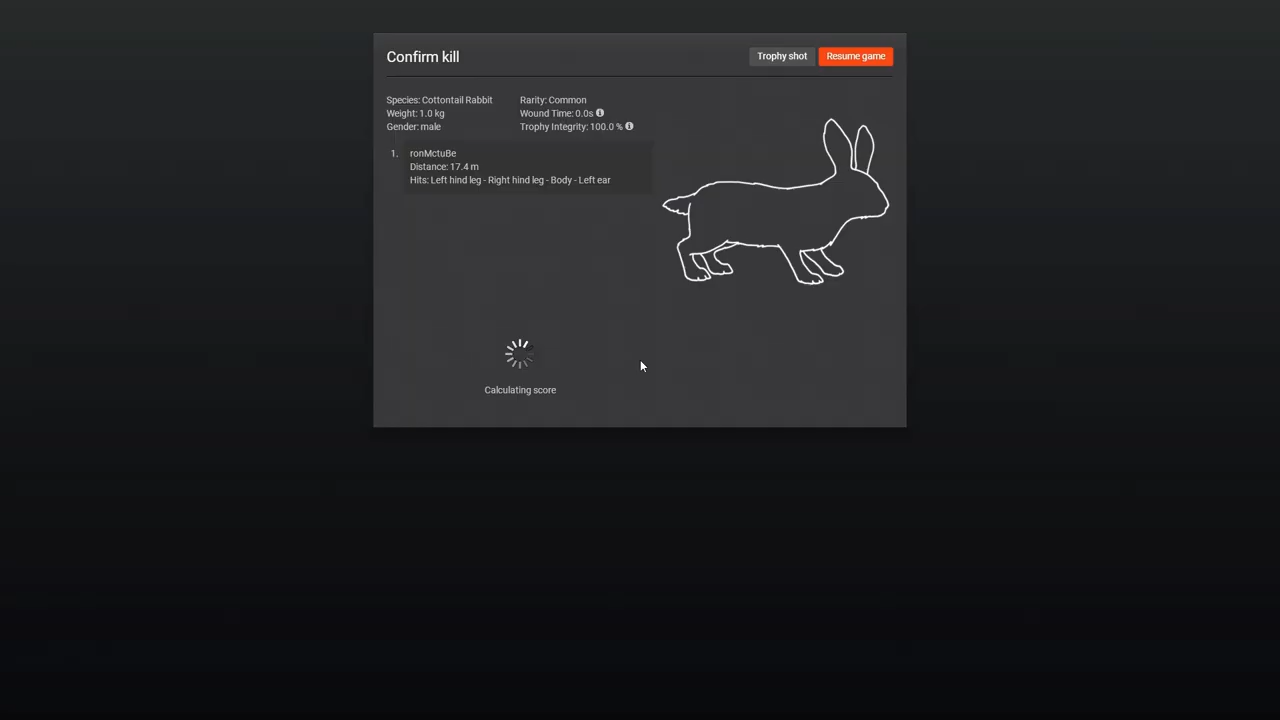 Confirm kill
Trophy shot
Resume game
Species: Cottontail Rabbit
Rarity: Common
Weight: 1.0 kg
Wound Time: 0.0s
Gender: male
Trophy Integrity: 100.0 %
1. ronMctuBe
Distance: 17.4 m
Hits: Left hind leg - Right hind leg - Body - Left ear
Calculating score